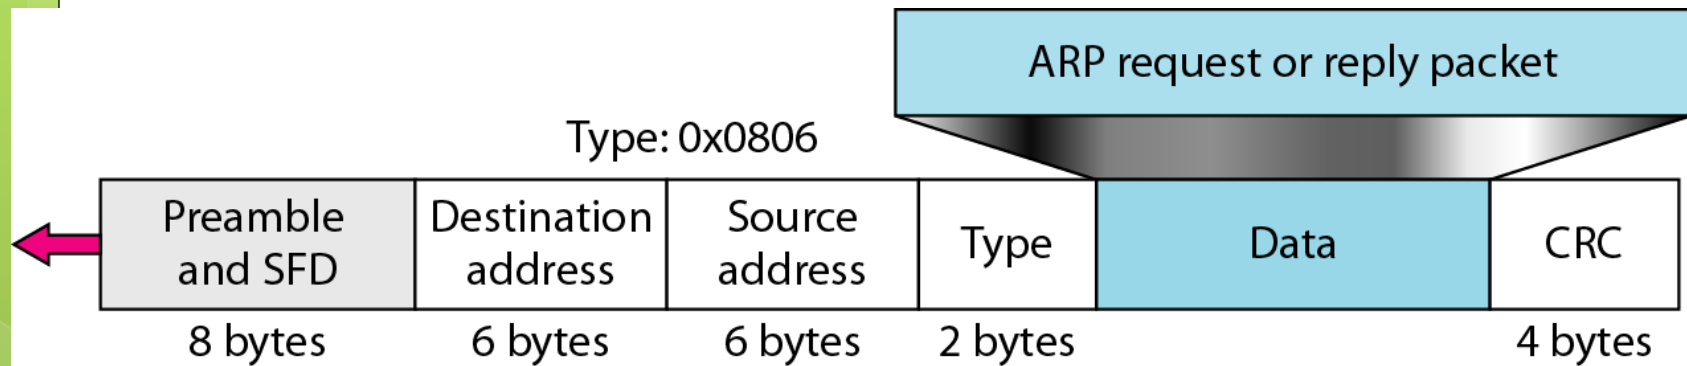 ARP request or reply packet
Type: 0x0806
Preamble
and SFD
Destination
address
Source
address
Type
Data
CRC
8 bytes
6 bytes
6 bytes
2 bytes
4 bytes